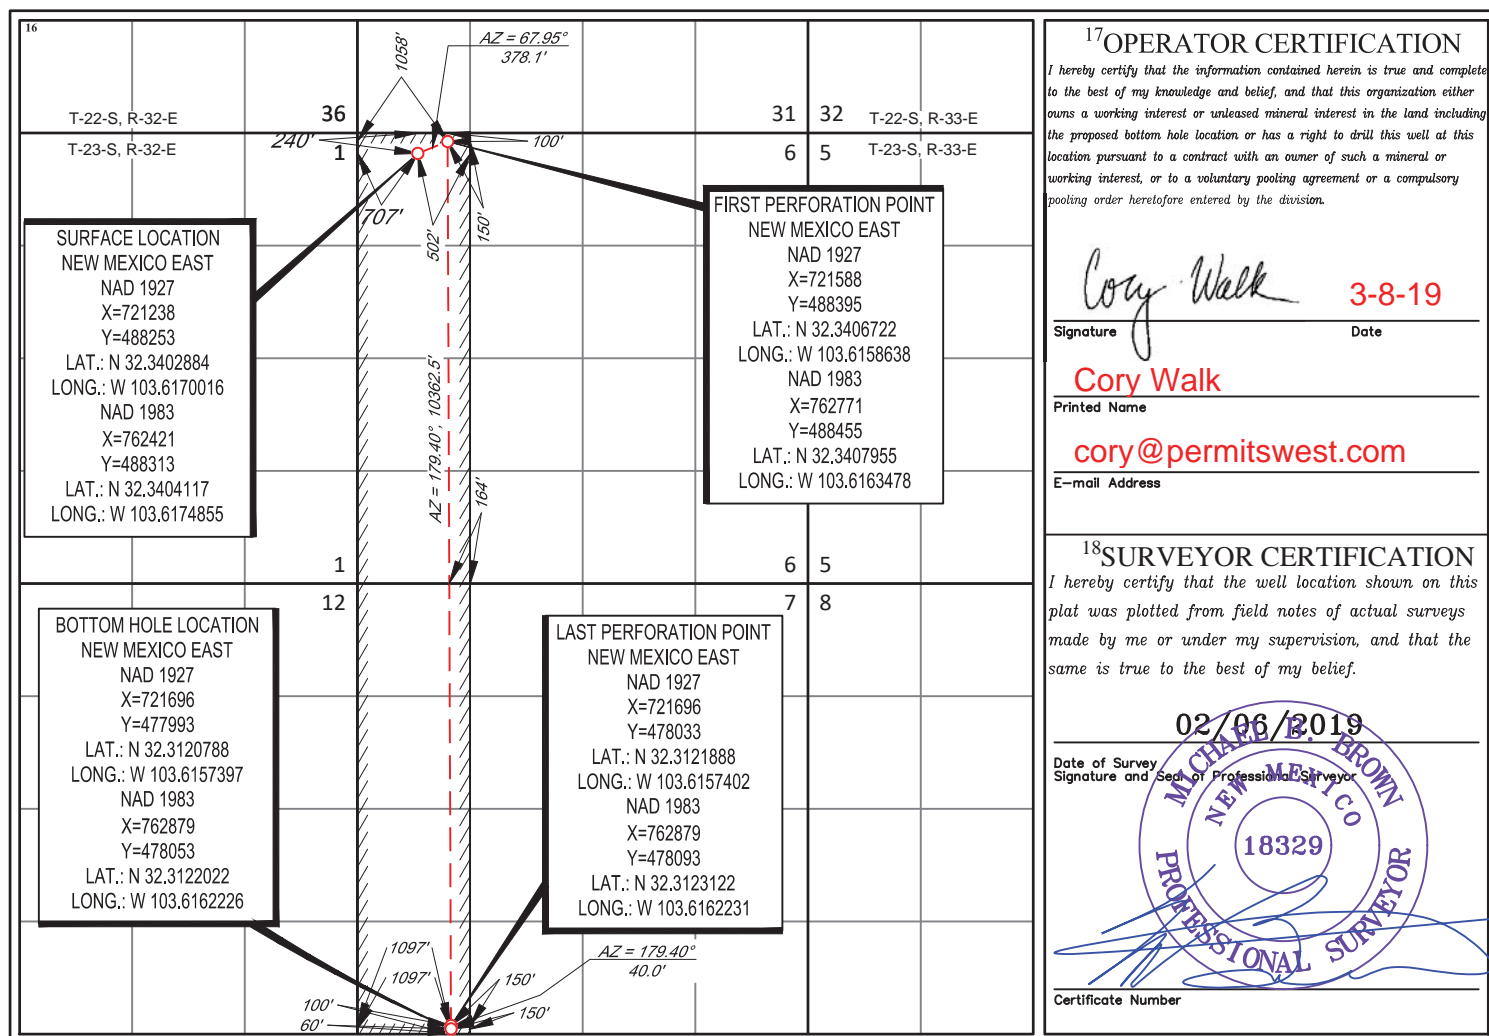 16
AZ = 67.95°
378.1'
1058'
T-22-S, R-32-E
36
31
32
T-22-S, R-33-E
T-23-S, R-32-E
240'
1
100'
6
5
T-23-S, R-33-E
707'
502'
150'
SURFACE LOCATION
NEW MEXICO EAST
NAD 1927
X=721238
Y=488253
LAT.: N 32.3402884
LONG.: W 103.6170016
NAD 1983
X=762421
Y=488313
LAT.: N 32.3404117
LONG.: W 103.6174855
FIRST PERFORATION POINT
NEW MEXICO EAST
NAD 1927
X=721588
Y=488395
LAT.: N 32.3406722
LONG.: W 103.6158638
NAD 1983
X=762771
Y=488455
LAT.: N 32.3407955
LONG.: W 103.6163478
AZ = 179.40°, 10362.5'
164'
1
6
5
12
7
8
BOTTOM HOLE LOCATION
NEW MEXICO EAST
NAD 1927
X=721696
Y=477993
LAT.: N 32.3120788
LONG.: W 103.6157397
NAD 1983
X=762879
Y=478053
LAT.: N 32.3122022
LONG.: W 103.6162226
LAST PERFORATION POINT
NEW MEXICO EAST
NAD 1927
X=721696
Y=478033
LAT.: N 32.3121888
LONG.: W 103.6157402
NAD 1983
X=762879
Y=478093
LAT.: N 32.3123122
LONG.: W 103.6162231
1097'
1097'
100'
60'
AZ = 179.40°
40.0'
150'
150'
17 OPERATOR CERTIFICATION
I hereby certify that the information contained herein is true and complete
to the best of my knowledge and belief, and that this organization either
owns a working interest or unleased mineral interest in the land including
the proposed bottom hole location or has a right to drill this well at this
location pursuant to a contract with an owner of such a mineral or
working interest, or to a voluntary pooling agreement or a compulsory
pooling order heretofore entered by the division.
Cory Walk
3-8-19
Signature
Date
Cory Walk
Printed Name
cory@permitswest.com
E-mail Address
18 SURVEYOR CERTIFICATION
I hereby certify that the well location shown on this
plat was plotted from field notes of actual surveys
made by me or under my supervision, and that the
same is true to the best of my belief.
02/06/2019
Date of Survey
Signature and Seal of Professional Surveyor
MICHAEL B. BROWN
NEW MEXICO
18329
PROFESSIONAL SURVEYOR
Certificate Number